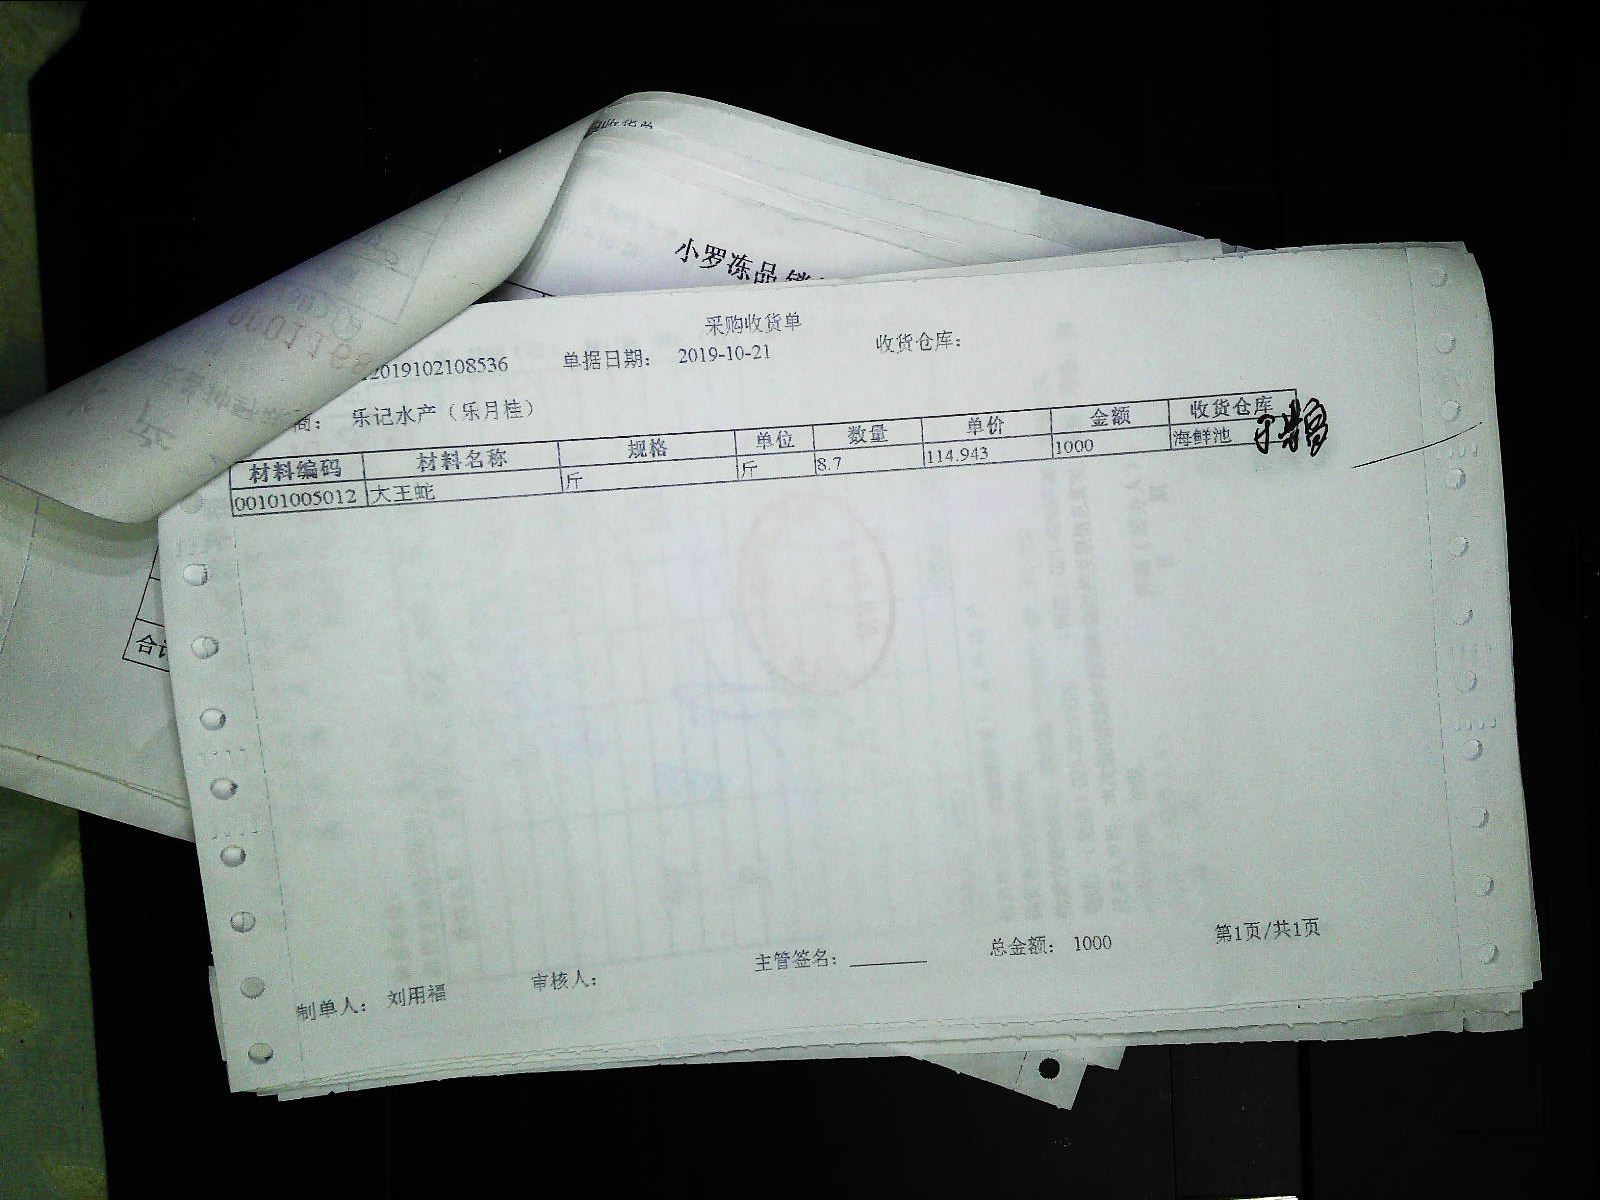 小罗冻品
采购收货单
2019102108536 单据日期: 2019-10-21 收货仓库:
商: 乐记水产(乐月桂)
材料编码 材料名称 规格 单位 数量 单价 金额 收货仓库
00101005012 大王蛇 斤 斤 8.7 114.943 1000 海鲜池
合计
制单人: 刘用福 审核人: 主管签名: 总金额: 1000 第1页/共1页